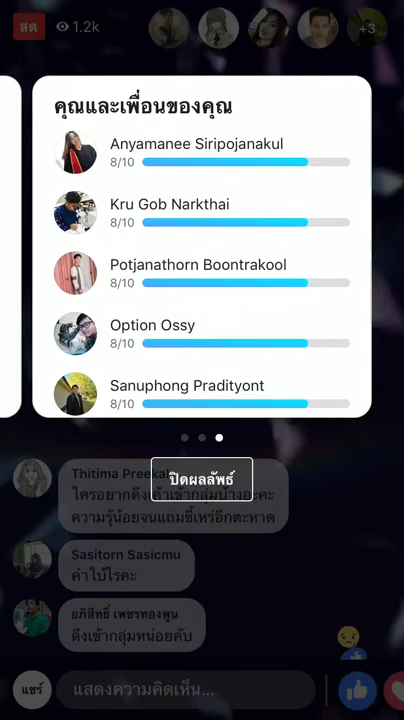 สด 1.2k +3
คุณและเพื่อนของคุณ
Anyamanee Siripojanakul
8/10
Kru Gob Narkthai
8/10
Potjanathorn Boontrakool
8/10
Option Ossy
8/10
Sanuphong Pradityont
8/10
ปิดผลลัพธ์
Thitima Preeka
ใครอยากดึงเค้าเข้ากลุ่มบ้างอะคะ
ความรู้น้อยจนแถมขี้เหร่อีกตะหาด
Sasitorn Sasicmu
คำใบ้ไรคะ
อภิสิทธิ์ เพชรทองพูน
ดึงเข้ากลุ่มหน่อยคับ
แชร์ แสดงความคิดเห็น...